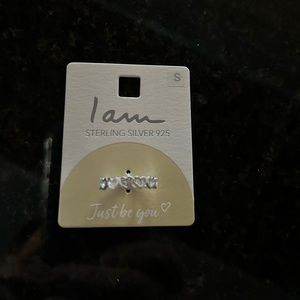 S
I am
STERLING SILVER 925
Just be you ♡